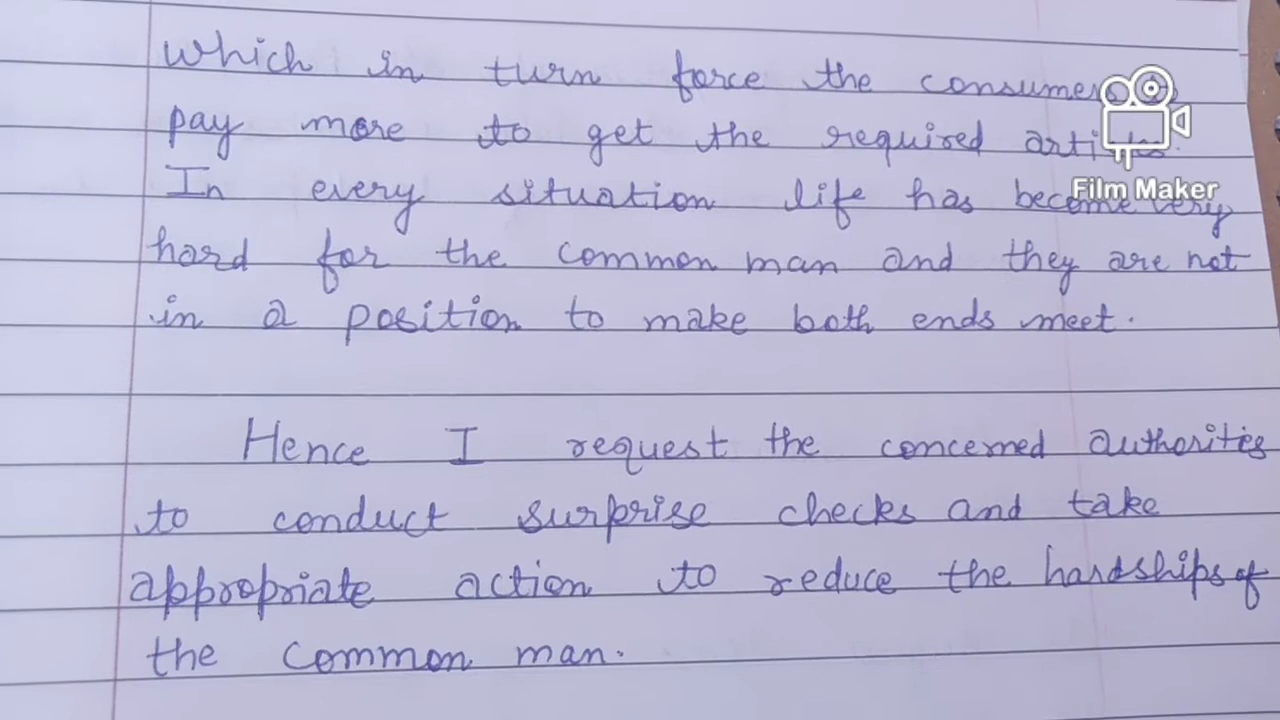 which in turn force the consumers
pay more to get the required
In every situation life has become very
hard for the common man and they are not
in a position to make both ends meet.
Hence I request the concerned authorities
to conduct surprise checks and take
appropriate action to reduce the hardships of
the common man.
Film Maker